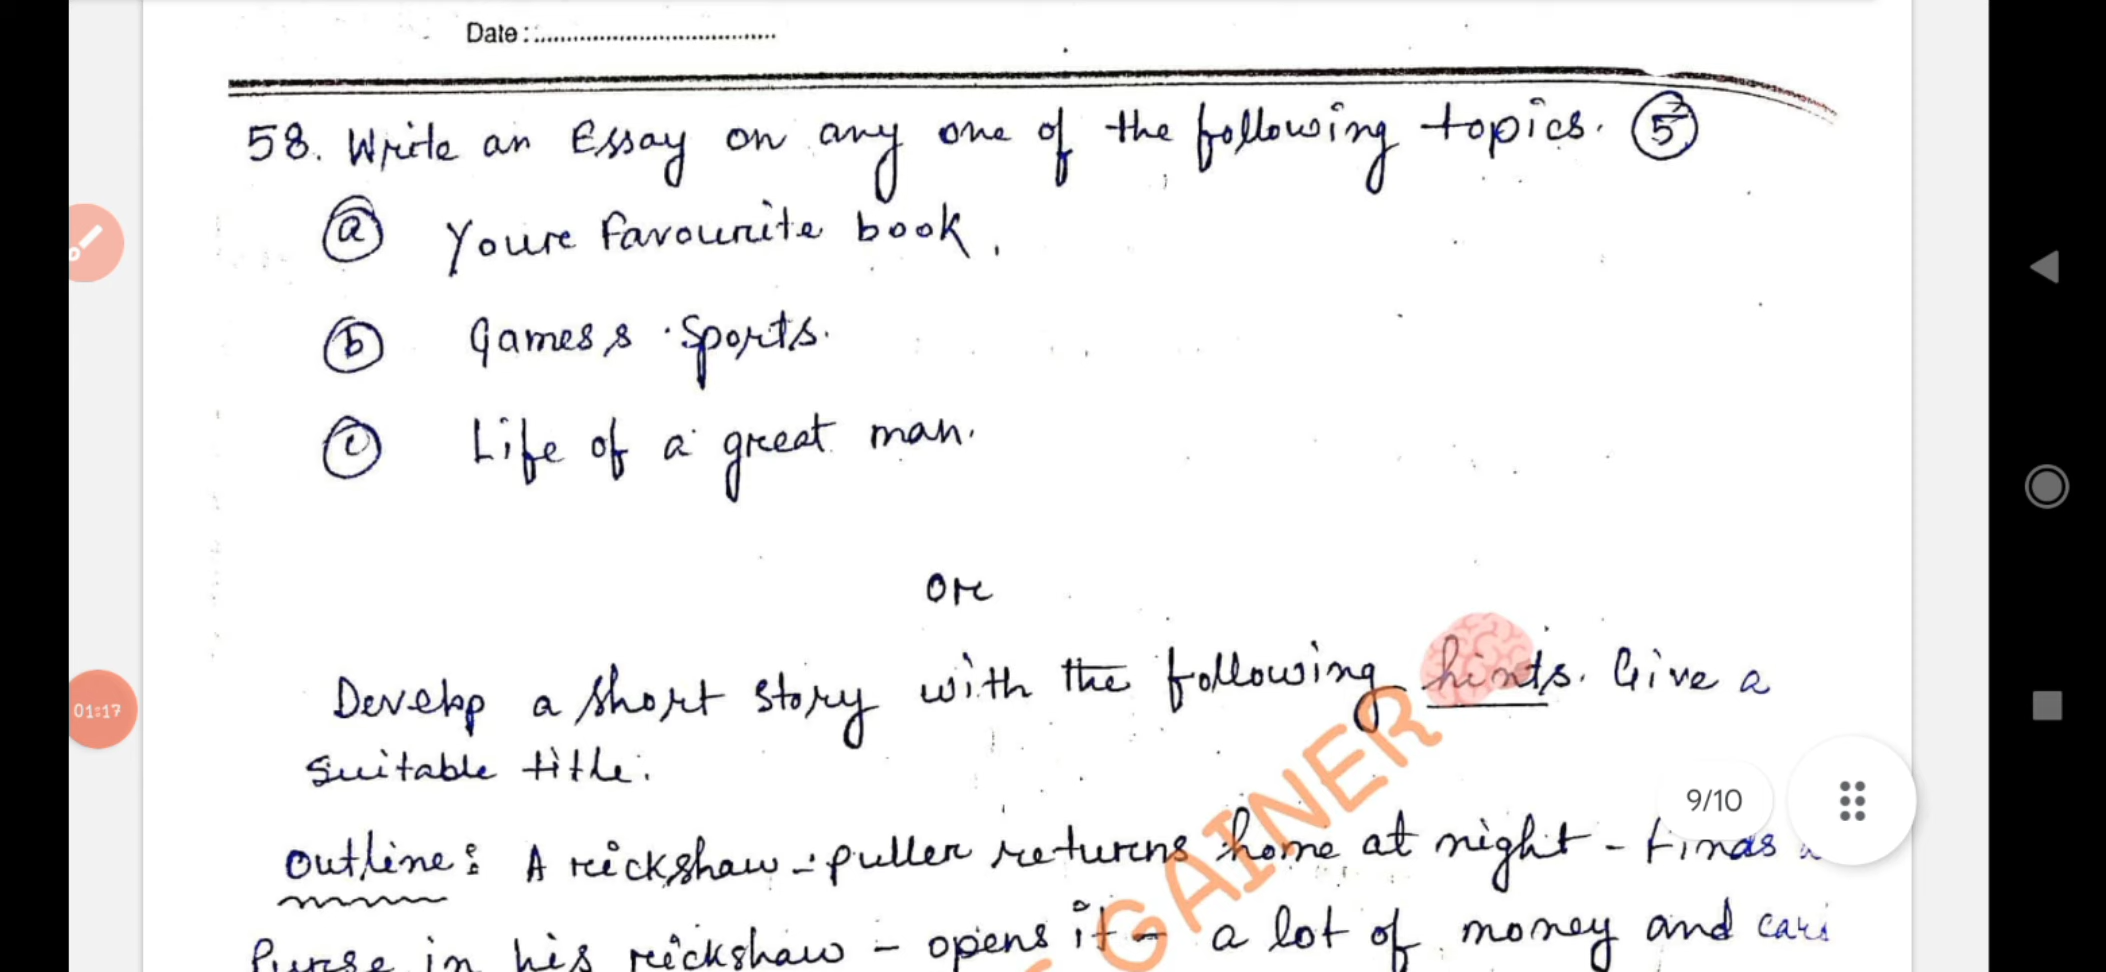 Date :.....................................
58. Write an Essay on any one of the following topics. 5
a Your favourite book.
b Games & Sports.
c Life of a great man.
or
Develop a short story with the following hints. Give a
suitable title.
01:17
9/10
Outline: A rickshaw-puller returns home at night - finds a
Purse in his rickshaw - opens it - a lot of money and
GAINER